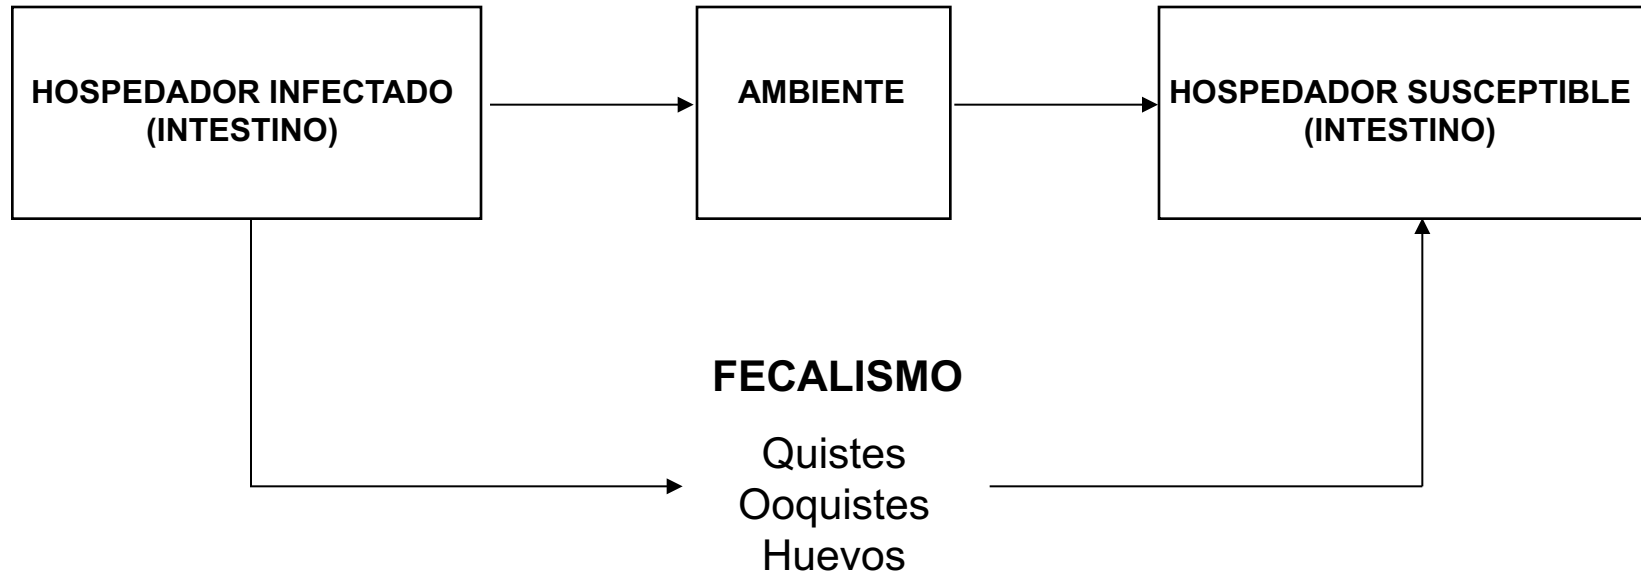 HOSPEDADOR INFECTADO
(INTESTINO)
AMBIENTE
HOSPEDADOR SUSCEPTIBLE
(INTESTINO)
FECALISMO
Quistes
Ooquistes
Huevos